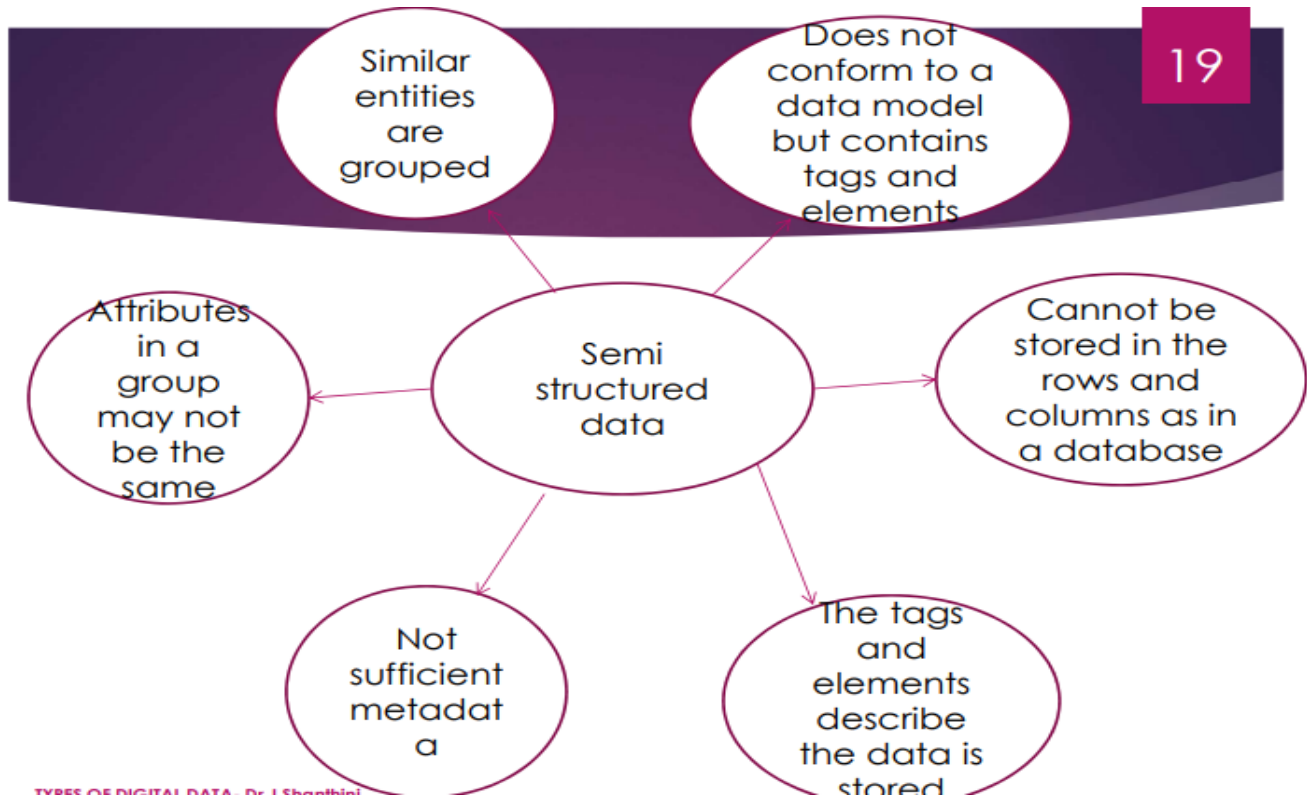 Similar
entities
are
grouped
Does not
conform to a
data model
but contains
tags and
elements
19
Attributes
in a
group
may not
be the
same
Semi
structured
data
Cannot be
stored in the
rows and
columns as in
a database
Not
sufficient
metadat
a
The tags
and
elements
describe
the data is
stored
TYPES OF DIGITAL DATA- Dr J Shanthini